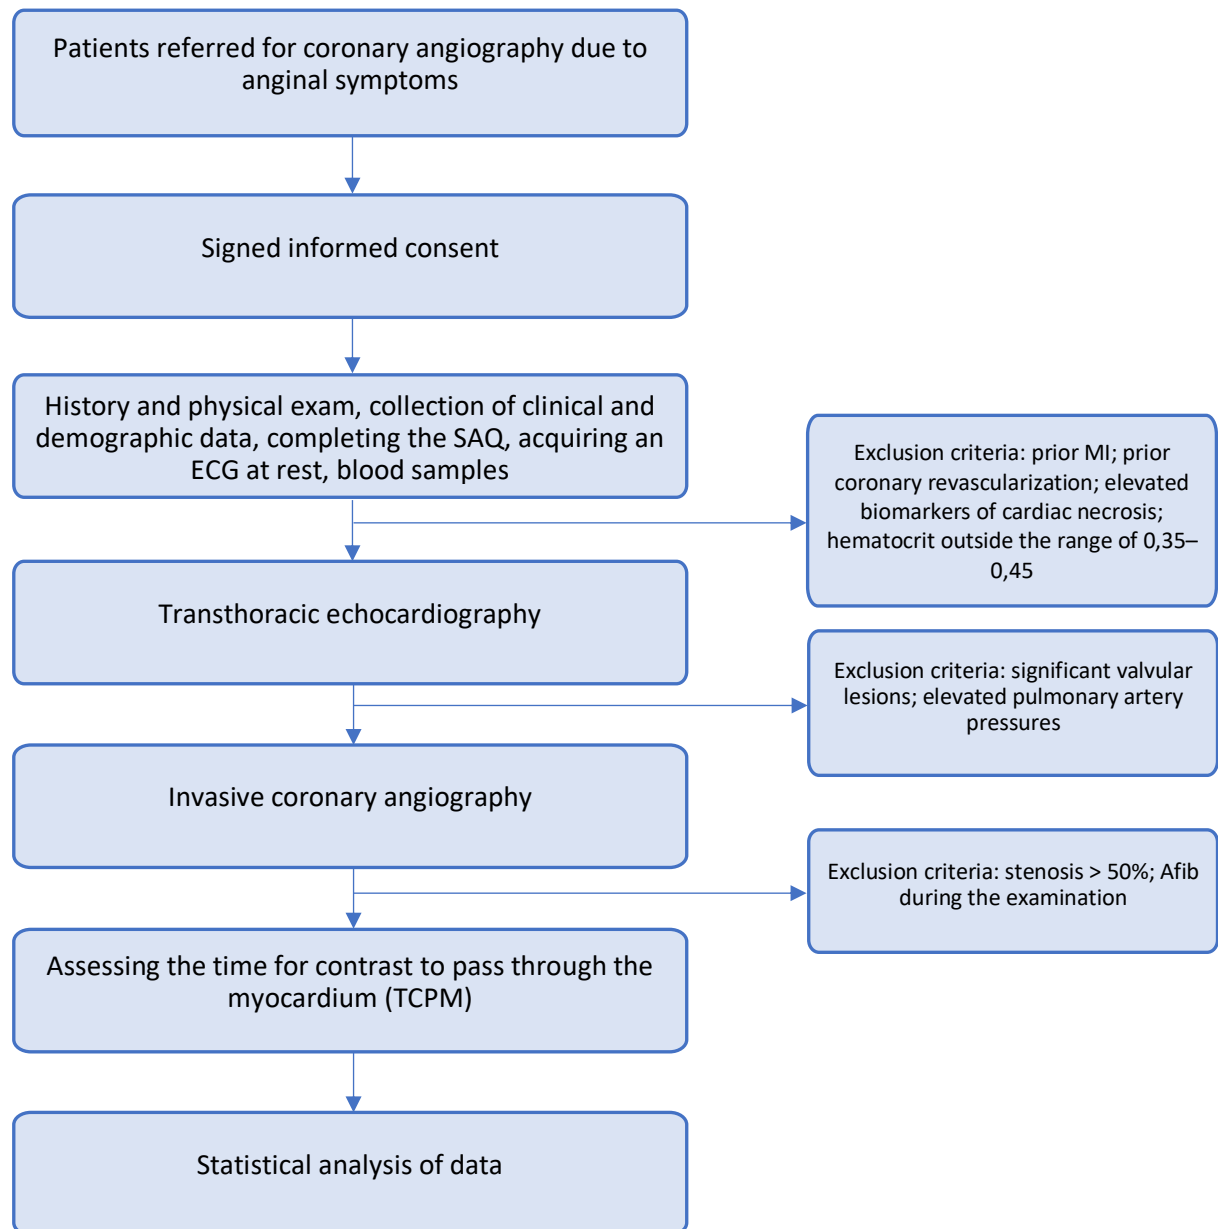 Patients referred for coronary angiography due to
anginal symptoms
Signed informed consent
History and physical exam, collection of clinical and
demographic data, completing the SAQ, acquiring an
ECG at rest, blood samples
Exclusion criteria: prior MI; prior
coronary revascularization; elevated
biomarkers of cardiac necrosis;
hematocrit outside the range of 0,35–
0,45
Transthoracic echocardiography
Exclusion criteria: significant valvular
lesions; elevated pulmonary artery
pressures
Invasive coronary angiography
Exclusion criteria: stenosis > 50%; Afib
during the examination
Assessing the time for contrast to pass through the
myocardium (TCPM)
Statistical analysis of data